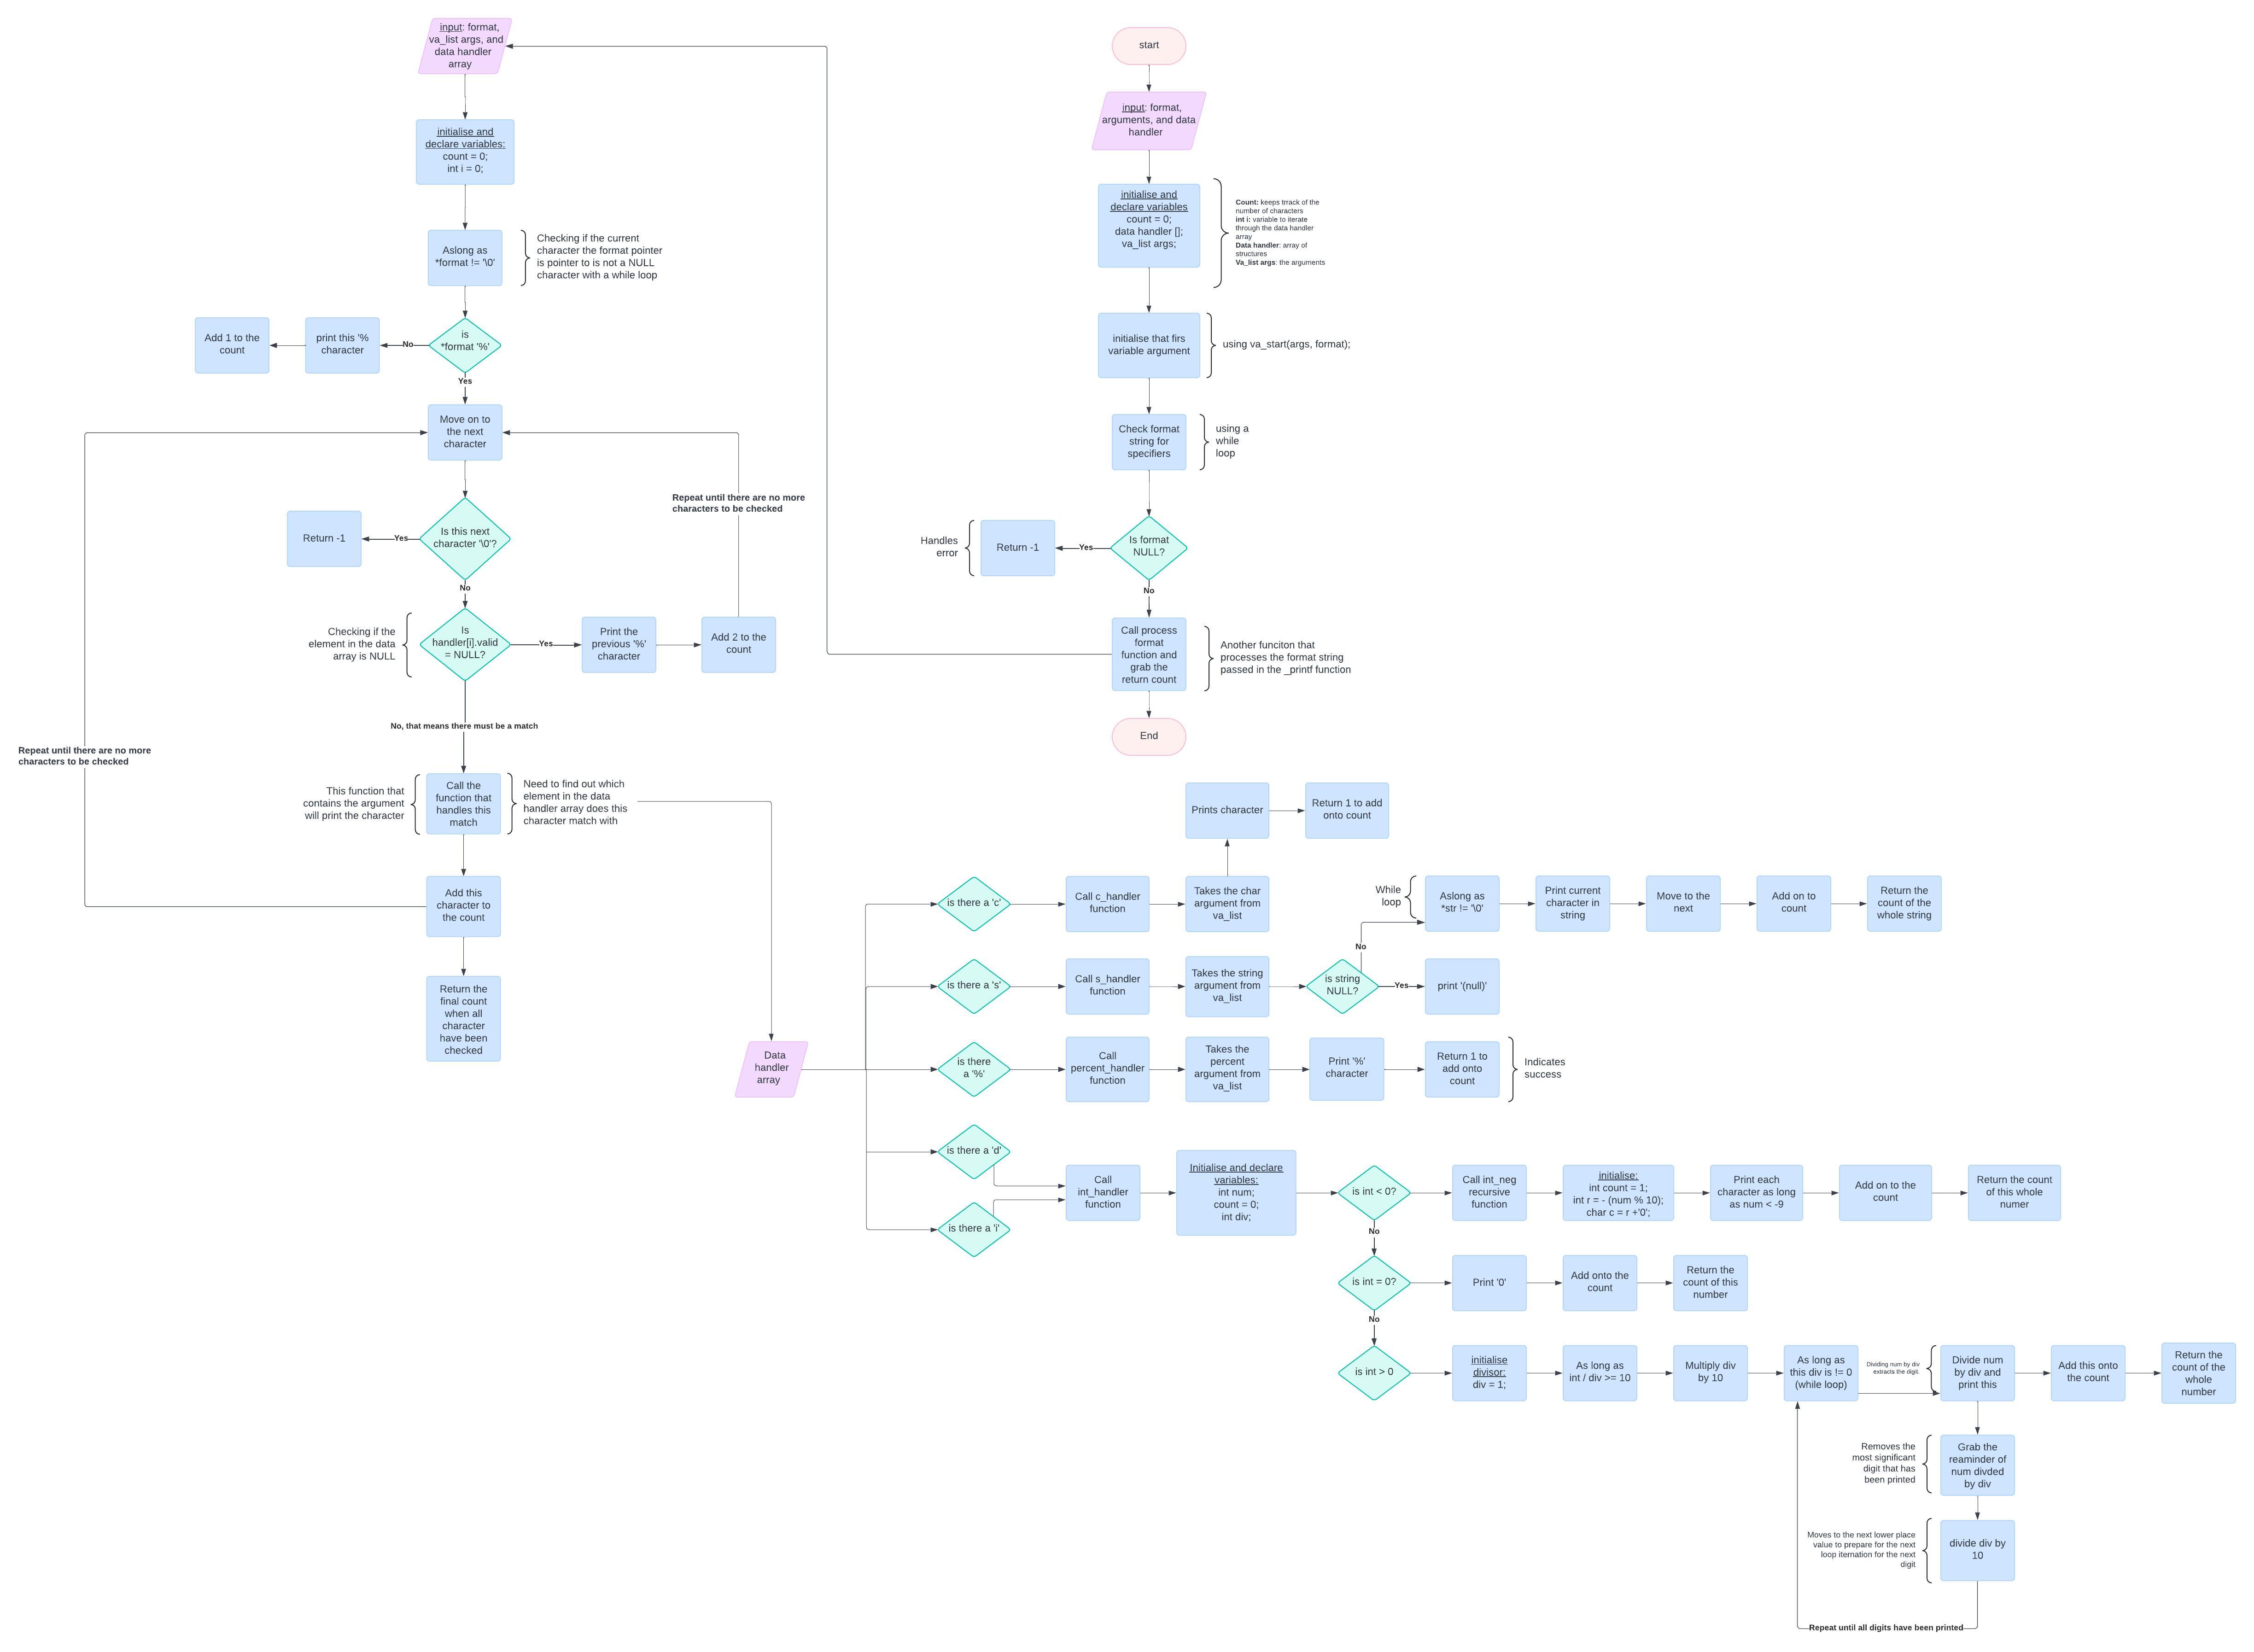 input: format,
va_list args, and
data handler
array
initialise and
declare variables:
count = 0;
int i = 0;
Aslong as
*format != '\0'
Checking if the current
character the format pointer
is pointer to is not a NULL
character with a while loop
is
*format '%'
No
print this '%
character
Add 1 to the
count
Yes
Move on to
the next
character
Is this next
character '\0'?
Yes
Return -1
No
Is
handler[i].valid
= NULL?
Checking if the
element in the data
array is NULL
Yes
Print the
previous '%'
character
Add 2 to the
count
Repeat until there are no more
characters to be checked
No, that means there must be a match
Call the
function that
handles this
match
This function that
contains the argument
will print the character
Need to find out which
element in the data
handler array does this
character match with
Add this
character to
the count
Repeat until there are no more
characters to be checked
Return the
final count
when all
character
have been
checked
start
input: format,
arguments, and data
handler
initialise and
declare variables
count = 0;
data handler [];
va_list args;
Count: keeps trrack of the
number of characters
int i: variable to iterate
through the data handler
array
Data handler: array of
structures
Va_list args: the arguments
initialise that firs
variable argument
using va_start(args, format);
Check format
string for
specifiers
using a
while
loop
Is format
NULL?
Yes
Return -1
Handles
error
No
Call process
format
function and
grab the
return count
Another funciton that
processes the format string
passed in the _printf function
End
Data
handler
array
is there a 'c'
Call c_handler
function
Takes the char
argument from
va_list
Prints character
Return 1 to add
onto count
is there a 's'
Call s_handler
function
Takes the string
argument from
va_list
is string
NULL?
Yes
print '(null)'
No
While
loop
Aslong as
*str != '\0'
Print current
character in
string
Move to the
next
Add on to
count
Return the
count of the
whole string
is there
a '%'
Call
percent_handler
function
Takes the
percent
argument from
va_list
Print '%'
character
Return 1 to
add onto
count
Indicates
success
is there a 'd'
is there a 'i'
Call
int_handler
function
Initialise and declare
variables:
int num;
count = 0;
int div;
is int < 0?
Call int_neg
recursive
function
initialise:
int count = 1;
int r = - (num % 10);
char c = r +'0';
Print each
character as long
as num < -9
Add on to the
count
Return the count
of this whole
numer
No
is int = 0?
Print '0'
Add onto the
count
Return the
count of this
number
No
is int > 0
initialise
divisor:
div = 1;
As long as
int / div >= 10
Multiply div
by 10
As long as
this div is != 0
(while loop)
Dividing num by div
extracts the digit.
Divide num
by div and
print this
Add this onto
the count
Return the
count of the
whole
number
Removes the
most significant
digit that has
been printed
Grab the
reaminder of
num divded
by div
Moves to the next lower place
value to prepare for the next
loop iternation for the next
digit
divide div by
10
Repeat until all digits have been printed